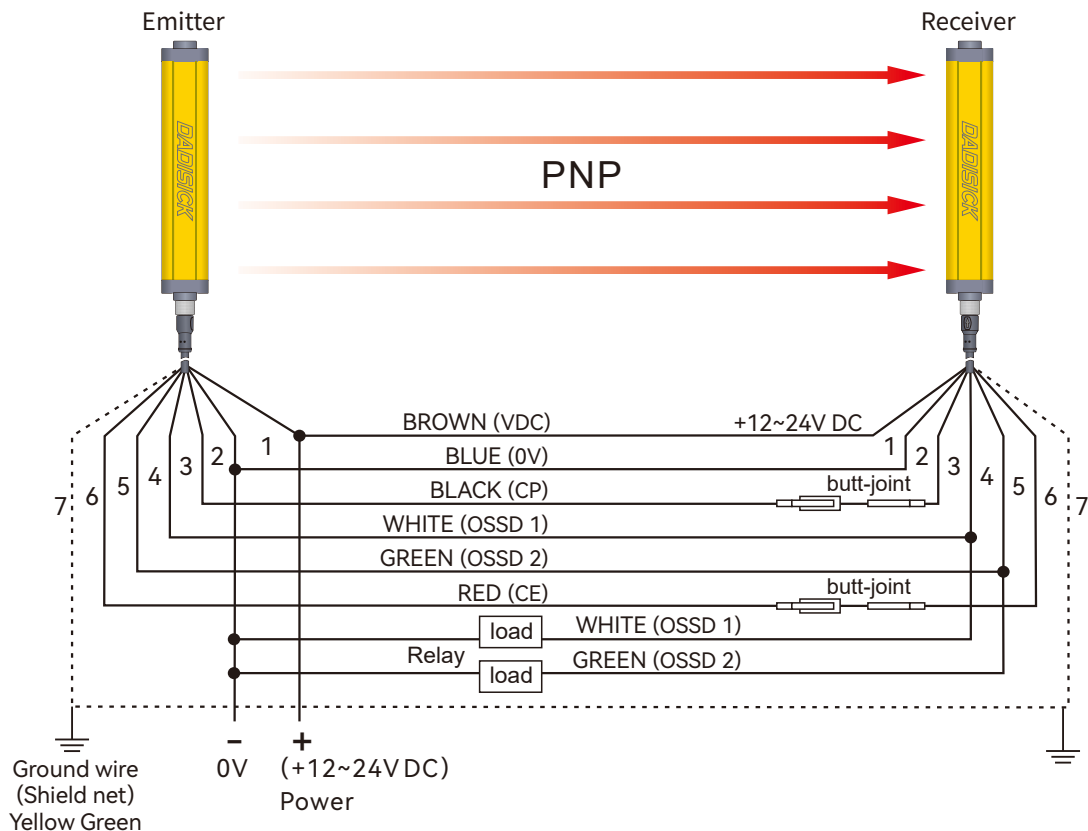 Emitter
Receiver
DADISICK
DADISICK
PNP
BROWN (VDC)
+12~24V DC
BLUE (0V)
BLACK (CP)
butt-joint
WHITE (OSSD 1)
GREEN (OSSD 2)
RED (CE)
butt-joint
7 6 5 4 3 2 1
1 2 3 4 5 6 7
load
WHITE (OSSD 1)
Relay
load
GREEN (OSSD 2)
- +
0V
(+12~24V DC)
Power
Ground wire
(Shield net)
Yellow Green